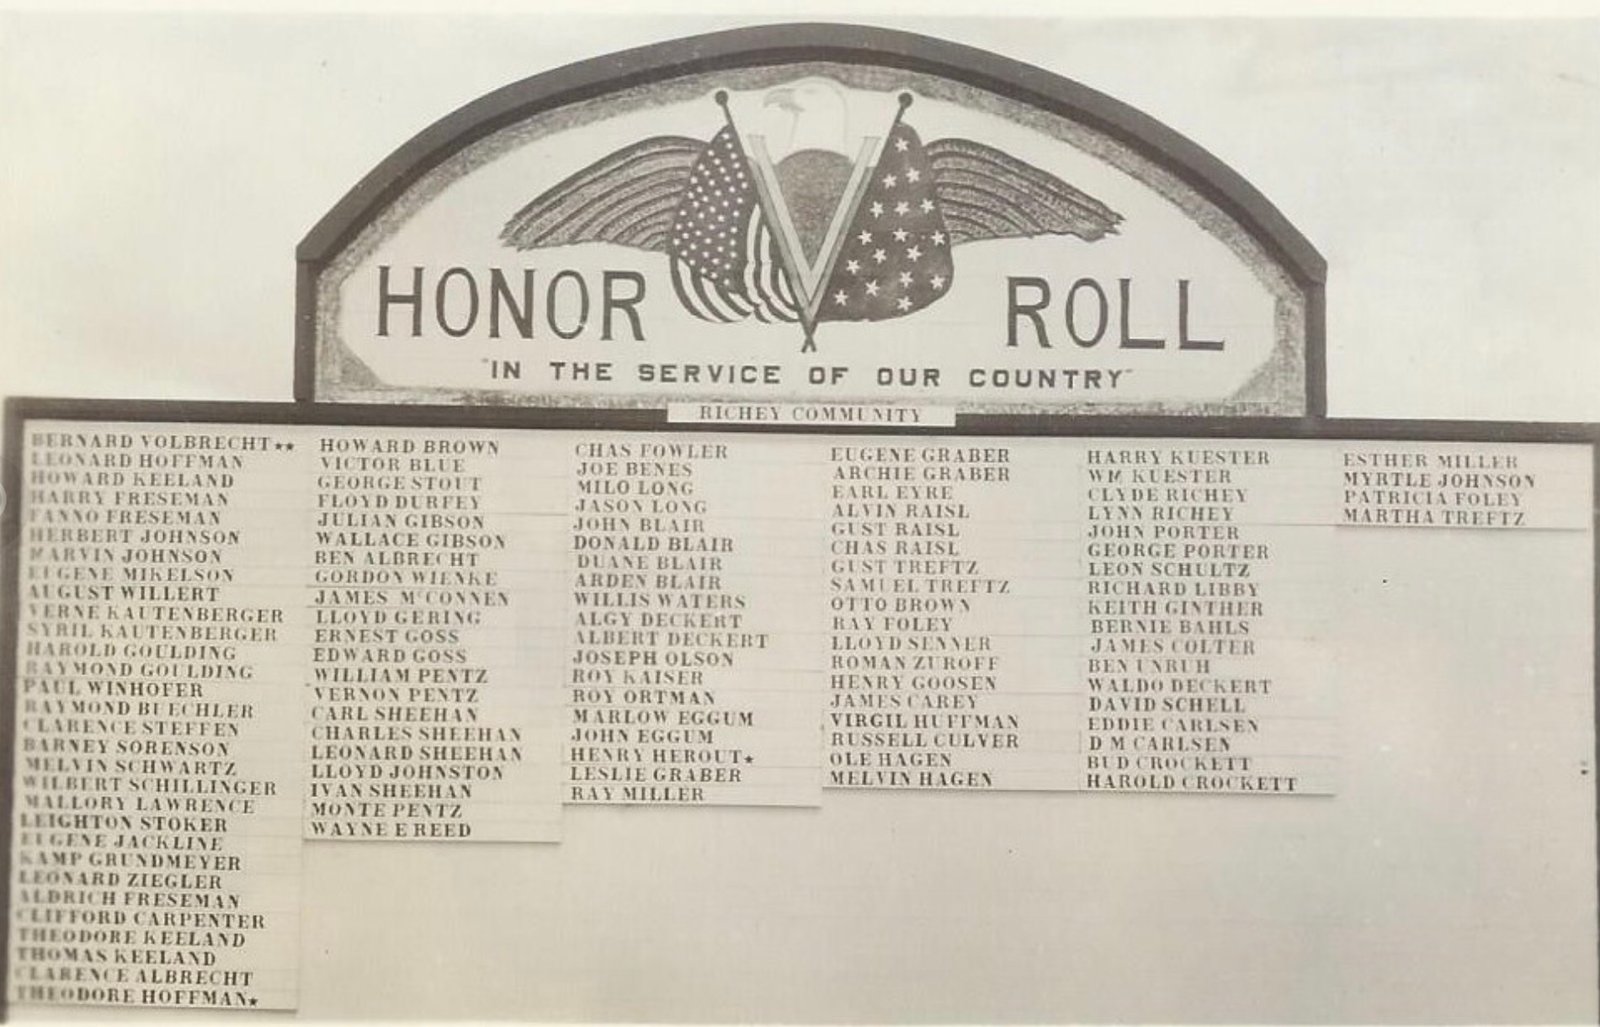 HONOR ROLL
"IN THE SERVICE OF OUR COUNTRY"
RICHEY COMMUNITY
BERNARD VOLBRECHT★★
LEONARD HOFFMAN
HOWARD KEELAND
HARRY FRESEMAN
FANNO FRESEMAN
HERBERT JOHNSON
MARVIN JOHNSON
EUGENE MIKELSON
AUGUST WILLERT
VERNE KAUTENBERGER
SYRIL KAUTENBERGER
HAROLD GOULDING
RAYMOND GOULDING
PAUL WINHOFER
RAYMOND BUECHLER
CLARENCE STEFFEN
BARNEY SORENSON
MELVIN SCHWARTZ
WILBERT SCHILLINGER
MALLORY LAWRENCE
LEIGHTON STOKER
EUGENE JACKLINE
KAMP GRUNDMEYER
LEONARD ZIEGLER
ALDRICH FRESEMAN
CLIFFORD CARPENTER
THEODORE KEELAND
THOMAS KEELAND
CLARENCE ALBRECHT
THEODORE HOFFMAN★
HOWARD BROWN
VICTOR BLUE
GEORGE STOUT
FLOYD DURFEY
JULIAN GIBSON
WALLACE GIBSON
BEN ALBRECHT
GORDON WIENKE
JAMES McCONNEN
LLOYD GERING
ERNEST GOSS
EDWARD GOSS
WILLIAM PENTZ
VERNON PENTZ
CARL SHEEHAN
CHARLES SHEEHAN
LEONARD SHEEHAN
LLOYD JOHNSTON
IVAN SHEEHAN
MONTE PENTZ
WAYNE E REED
CHAS FOWLER
JOE BENES
MILO LONG
JASON LONG
JOHN BLAIR
DONALD BLAIR
DUANE BLAIR
ARDEN BLAIR
WILLIS WATERS
ALGY DECKERT
ALBERT DECKERT
JOSEPH OLSON
ROY KAISER
ROY ORTMAN
MARLOW EGGUM
JOHN EGGUM
HENRY HEROUT★
LESLIE GRABER
RAY MILLER
EUGENE GRABER
ARCHIE GRABER
EARL EYRE
ALVIN RAISL
GUST RAISL
CHAS RAISL
GUST TREFTZ
SAMUEL TREFTZ
OTTO BROWN
RAY FOLEY
LLOYD SENNER
ROMAN ZUROFF
HENRY GOOSEN
JAMES CAREY
VIRGIL HUFFMAN
RUSSELL CULVER
OLE HAGEN
MELVIN HAGEN
HARRY KUESTER
WM KUESTER
CLYDE RICHEY
LYNN RICHEY
JOHN PORTER
GEORGE PORTER
LEON SCHULTZ
RICHARD LIBBY
KEITH GINTHER
BERNIE BAHLS
JAMES COLTER
BEN UNRUH
WALDO DECKERT
DAVID SCHELL
EDDIE CARLSEN
D M CARLSEN
BUD CROCKETT
HAROLD CROCKETT
ESTHER MILLER
MYRTLE JOHNSON
PATRICIA FOLEY
MARTHA TREFTZ